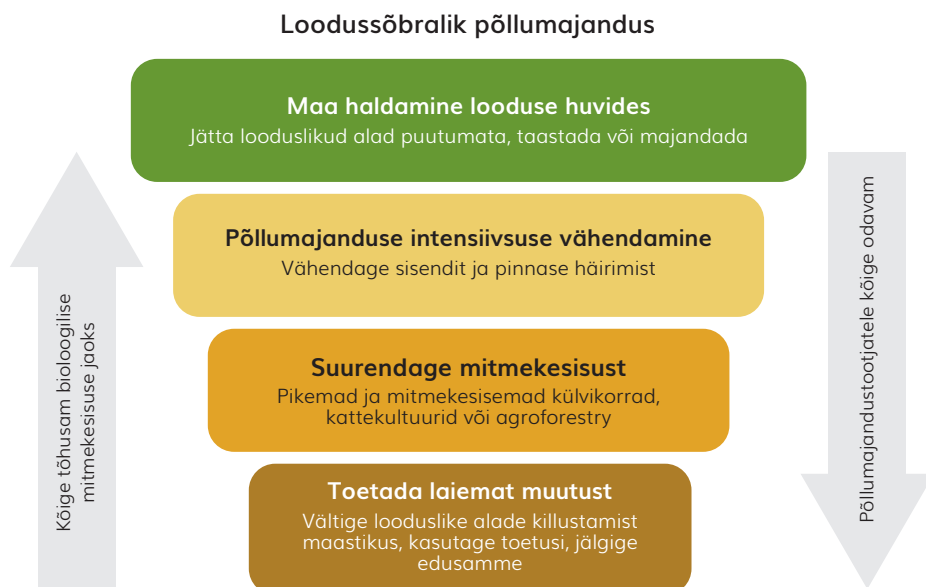 Loodussõbralik põllumajandus
Maa haldamine looduse huvides
Jätta looduslikud alad puutumata, taastada või majandada
Põllumajanduse intensiivsuse vähendamine
Vähendage sisendit ja pinnase häirimist
Suurendage mitmekesisust
Pikemad ja mitmekesisemad külvikorrad,
kattekultuurid või agroforestry
Toetada laiemat muutust
Vältige looduslike alade killustamist
maastikus, kasutage toetusi, jälgige
edusamme
Kõige tõhusam bioloogilise
mitmekesisuse jaoks
Põllumajandustootjatele kõige odavam